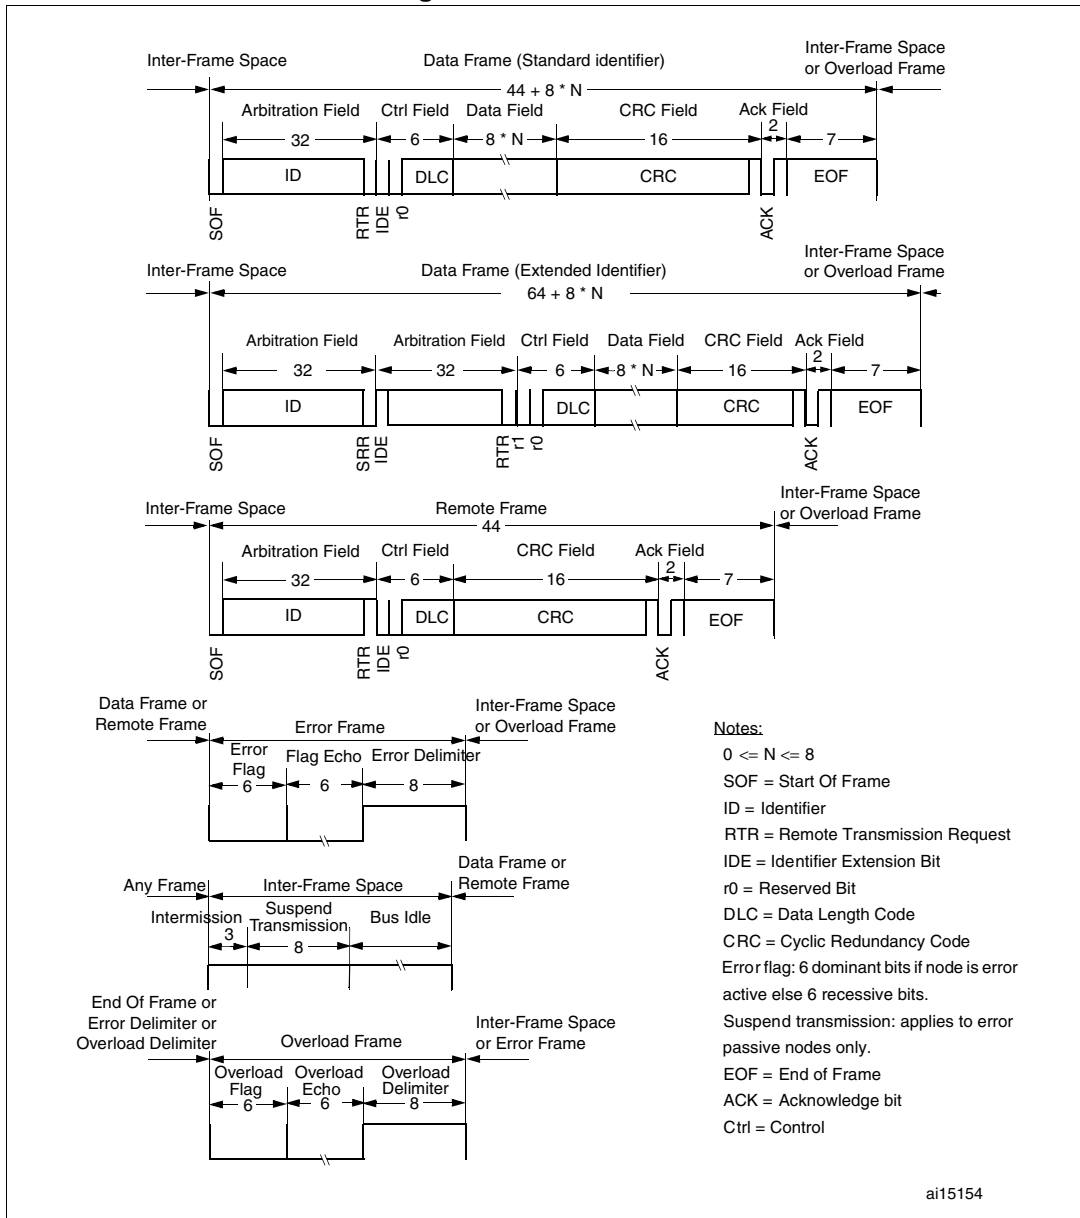 Inter-Frame Space
Data Frame (Standard identifier)
Inter-Frame Space
or Overload Frame
44 + 8 * N
Arbitration Field Ctrl Field Data Field CRC Field Ack Field
32 6 8 * N 16 2 7
ID DLC CRC EOF
SOF RTR IDE r0 ACK
Inter-Frame Space
Data Frame (Extended Identifier)
Inter-Frame Space
or Overload Frame
64 + 8 * N
Arbitration Field Arbitration Field Ctrl Field Data Field CRC Field Ack Field
32 32 6 8 * N 16 2 7
ID DLC CRC EOF
SOF SRR IDE RTR r1 r0 ACK
Inter-Frame Space
Remote Frame
Inter-Frame Space
or Overload Frame
44
Arbitration Field Ctrl Field CRC Field Ack Field
32 6 16 2 7
ID DLC CRC EOF
SOF RTR IDE r0 ACK
Data Frame or
Remote Frame
Error Frame
Inter-Frame Space
or Overload Frame
Error
Flag
Flag Echo
Error Delimiter
6 6 8
Any Frame
Inter-Frame Space
Data Frame or
Remote Frame
Intermission
Suspend
Transmission
Bus Idle
3 8
End Of Frame or
Error Delimiter or
Overload Delimiter
Overload Frame
Inter-Frame Space
or Error Frame
Overload
Flag
Overload
Echo
Overload
Delimiter
6 6 8
Notes:
0 <= N <= 8
SOF = Start Of Frame
ID = Identifier
RTR = Remote Transmission Request
IDE = Identifier Extension Bit
r0 = Reserved Bit
DLC = Data Length Code
CRC = Cyclic Redundancy Code
Error flag: 6 dominant bits if node is error
active else 6 recessive bits.
Suspend transmission: applies to error
passive nodes only.
EOF = End of Frame
ACK = Acknowledge bit
Ctrl = Control
ai15154